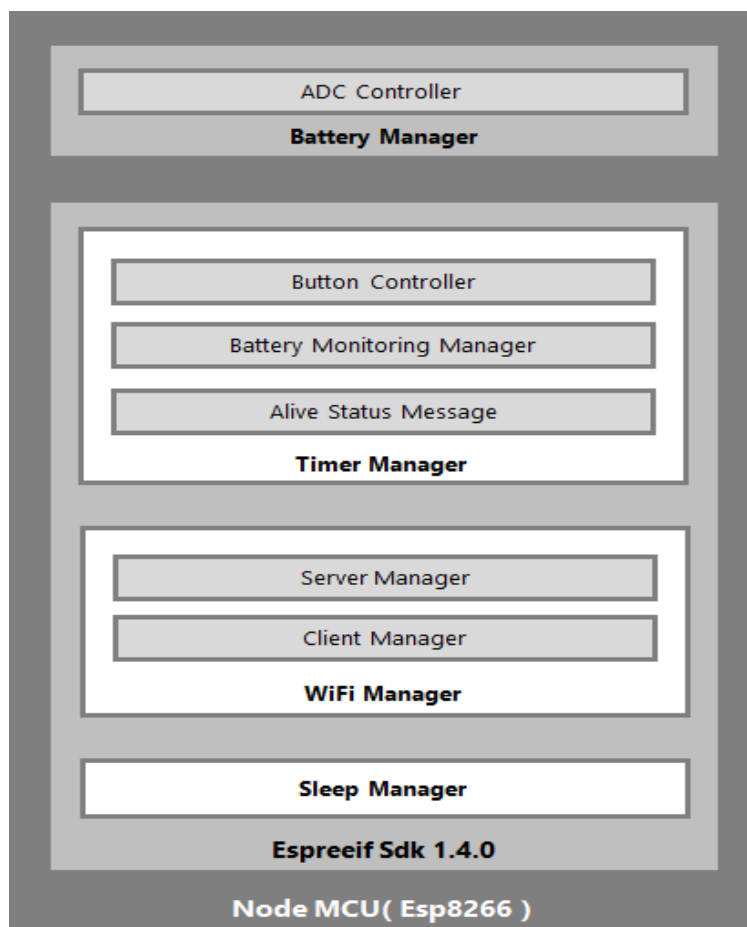 ADC Controller
Battery Manager
Button Controller
Battery Monitoring Manager
Alive Status Message
Timer Manager
Server Manager
Client Manager
WiFi Manager
Sleep Manager
Espreeif Sdk 1.4.0
Node MCU( Esp8266 )